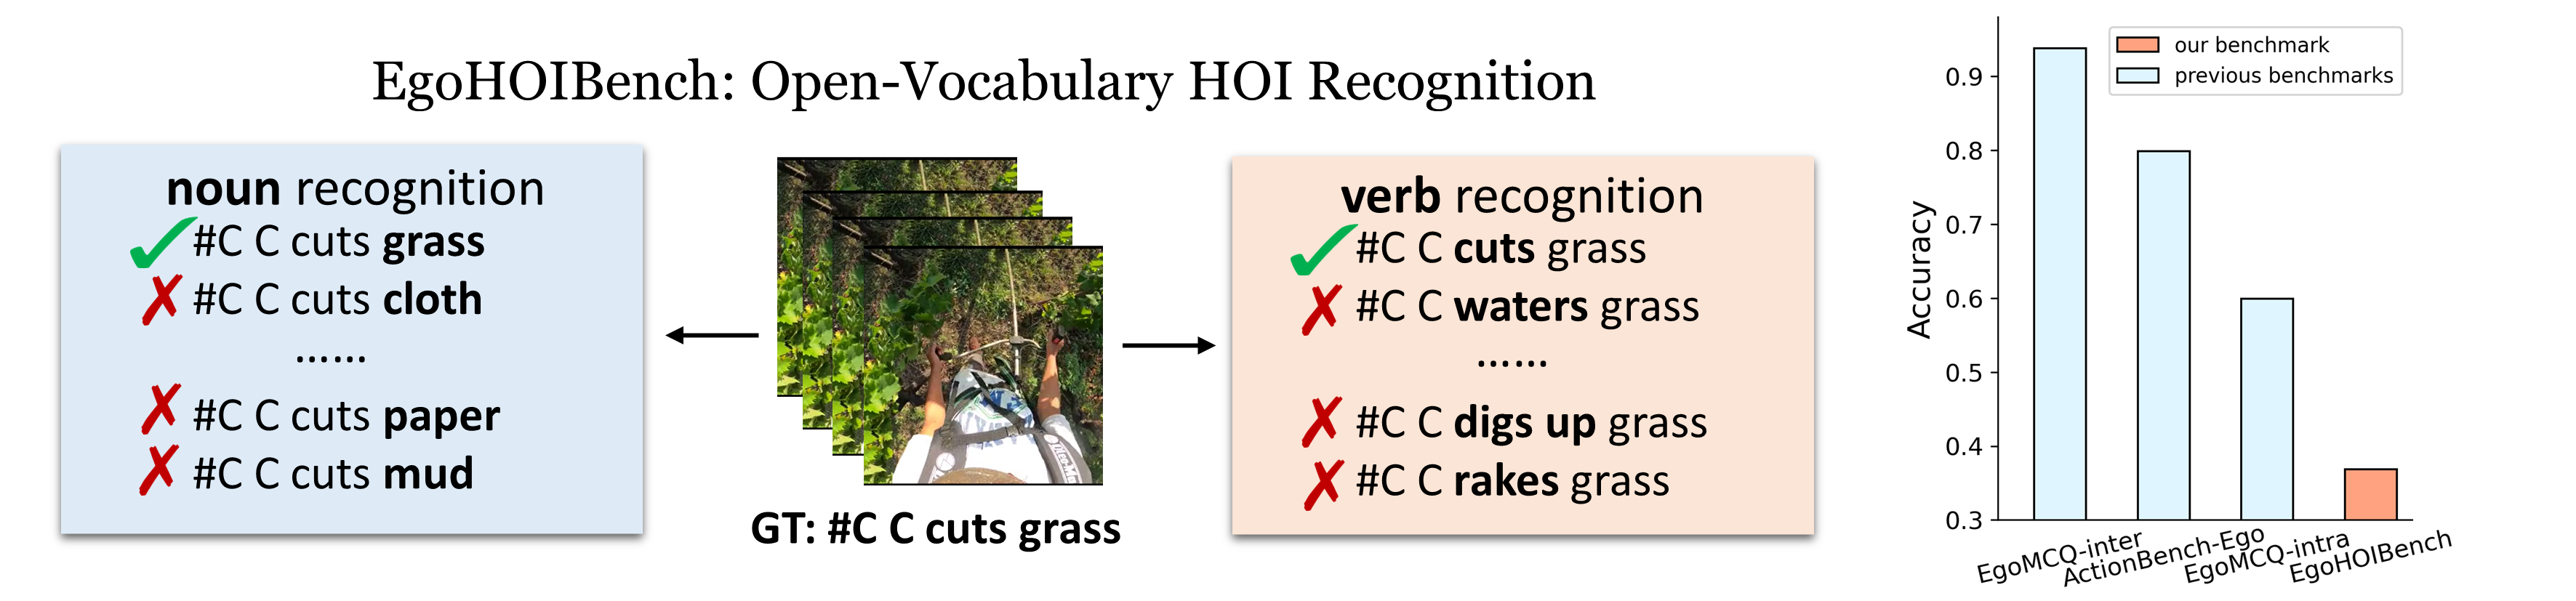 EgoHOIBench: Open-Vocabulary HOI Recognition
noun recognition
#C C cuts grass
#C C cuts cloth
......
#C C cuts paper
#C C cuts mud
GT: #C C cuts grass
verb recognition
#C C cuts grass
#C C waters grass
......
#C C digs up grass
#C C rakes grass
our benchmark
previous benchmarks
Accuracy
0.9
0.8
0.7
0.6
0.5
0.4
0.3
EgoMCQ-inter
ActionBench-Ego
EgoMCQ-intra
EgoHOIBench